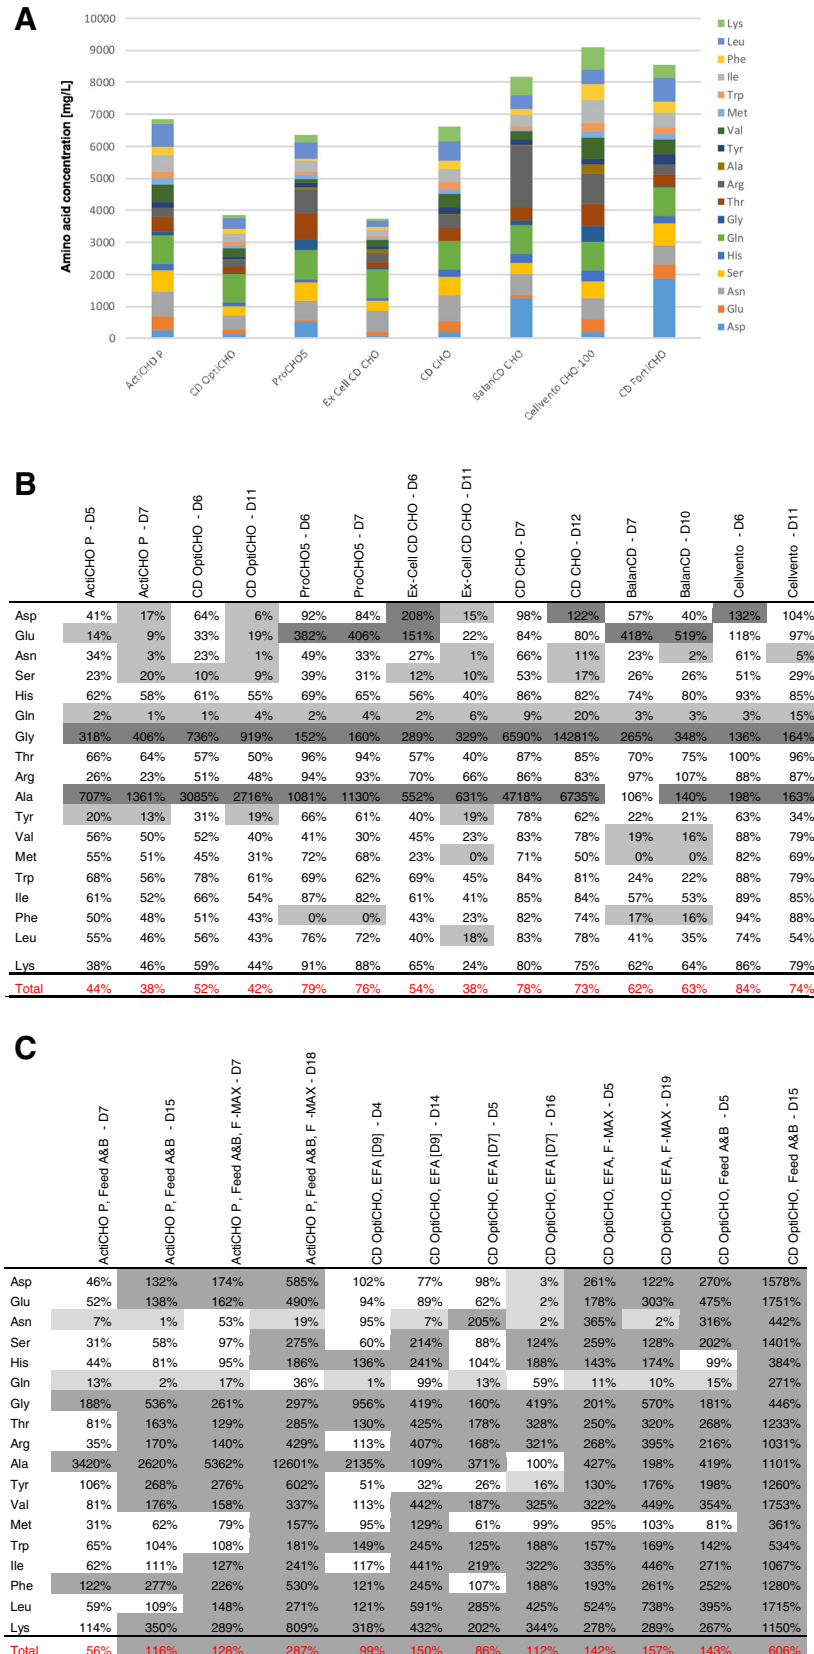 A
10000
9000
8000
7000
6000
5000
4000
3000
2000
1000
0
Amino acid concentration [mg/L]
ActiCHO P
CD OptiCHO
ProCHO5
Ex-Cell CD CHO
CD CHO
BalanCD CHO
Cellvento CHO-100
CD FortiCHO
Lys
Leu
Phe
Ile
Trp
Met
Val
Tyr
Ala
Arg
Thr
Gly
Gln
His
Ser
Asn
Glu
Asp
B
ActiCHO P - D5
ActiCHO P - D7
CD OptiCHO - D6
CD OptiCHO - D11
ProCHO5 - D6
ProCHO5 - D7
Ex-Cell CD CHO - D6
Ex-Cell CD CHO - D11
CD CHO - D7
CD CHO - D12
BalanCD - D7
BalanCD - D10
Cellvento - D6
Cellvento - D11
Asp 41% 17% 64% 6% 92% 84% 208% 15% 98% 122% 57% 40% 132% 104%
Glu 14% 9% 33% 19% 382% 406% 151% 22% 84% 80% 418% 519% 118% 97%
Asn 34% 3% 23% 1% 49% 33% 27% 1% 66% 11% 23% 2% 61% 5%
Ser 23% 20% 10% 9% 39% 31% 12% 10% 53% 17% 26% 26% 51% 29%
His 62% 58% 61% 55% 69% 65% 56% 40% 86% 82% 74% 80% 93% 85%
Gln 2% 1% 1% 4% 2% 4% 2% 6% 9% 20% 3% 3% 3% 15%
Gly 318% 406% 736% 919% 152% 160% 289% 329% 6590% 14281% 265% 348% 136% 164%
Thr 66% 64% 57% 50% 96% 94% 57% 40% 87% 85% 70% 75% 100% 96%
Arg 26% 23% 51% 48% 94% 93% 70% 66% 86% 83% 97% 107% 88% 87%
Ala 707% 1361% 3085% 2716% 1081% 1130% 552% 631% 4718% 6735% 106% 140% 198% 163%
Tyr 20% 13% 31% 19% 66% 61% 40% 19% 78% 62% 22% 21% 63% 34%
Val 56% 50% 52% 40% 41% 30% 45% 23% 83% 78% 19% 16% 88% 79%
Met 55% 51% 45% 31% 72% 68% 23% 0% 71% 50% 0% 0% 82% 69%
Trp 68% 56% 78% 61% 69% 62% 69% 45% 84% 81% 24% 22% 88% 79%
Ile 61% 52% 66% 54% 87% 82% 61% 41% 85% 84% 57% 53% 89% 85%
Phe 50% 48% 51% 43% 0% 0% 43% 23% 82% 74% 17% 16% 94% 88%
Leu 55% 46% 56% 43% 76% 72% 40% 18% 83% 78% 41% 35% 74% 54%
Lys 38% 46% 59% 44% 91% 88% 65% 24% 80% 75% 62% 64% 86% 79%
Total 44% 38% 52% 42% 79% 76% 54% 38% 78% 73% 62% 63% 84% 74%
C
ActiCHO P, Feed A&B - D7
ActiCHO P, Feed A&B - D15
ActiCHO P, Feed A&B, F-MAX - D7
ActiCHO P, Feed A&B, F-MAX - D18
CD OptiCHO, EFA [D9] - D4
CD OptiCHO, EFA [D9] - D14
CD OptiCHO, EFA [D7] - D5
CD OptiCHO, EFA [D7] - D16
CD OptiCHO, EFA, F-MAX - D5
CD OptiCHO, EFA, F-MAX - D19
CD OptiCHO, Feed A&B - D5
CD OptiCHO, Feed A&B - D15
Asp 46% 132% 174% 585% 102% 77% 98% 3% 261% 122% 270% 1578%
Glu 52% 138% 162% 490% 94% 89% 62% 2% 178% 303% 475% 1751%
Asn 7% 1% 53% 19% 95% 7% 205% 2% 365% 2% 316% 442%
Ser 31% 58% 97% 275% 60% 214% 88% 124% 259% 128% 202% 1401%
His 44% 81% 95% 186% 136% 241% 104% 188% 143% 174% 99% 384%
Gln 13% 2% 17% 36% 1% 99% 13% 59% 11% 10% 15% 271%
Gly 188% 536% 261% 297% 956% 419% 160% 419% 201% 570% 181% 446%
Thr 81% 163% 129% 285% 130% 425% 178% 328% 250% 320% 268% 1233%
Arg 35% 170% 140% 429% 113% 407% 168% 321% 268% 395% 216% 1031%
Ala 3420% 2620% 5362% 12601% 2135% 109% 371% 100% 427% 198% 419% 1101%
Tyr 106% 268% 276% 602% 51% 32% 26% 16% 130% 176% 198% 1260%
Val 81% 176% 158% 337% 113% 442% 187% 325% 322% 449% 354% 1753%
Met 31% 62% 79% 157% 95% 129% 61% 99% 95% 103% 81% 361%
Trp 65% 104% 108% 181% 149% 245% 125% 188% 157% 169% 142% 534%
Ile 62% 111% 127% 241% 117% 441% 219% 322% 335% 446% 271% 1067%
Phe 122% 277% 226% 530% 121% 245% 107% 188% 193% 261% 252% 1280%
Leu 59% 109% 148% 271% 121% 591% 285% 425% 524% 738% 395% 1715%
Lys 114% 350% 289% 809% 318% 432% 202% 344% 278% 289% 267% 1150%
Total 56% 116% 128% 287% 99% 150% 86% 112% 142% 157% 143% 606%